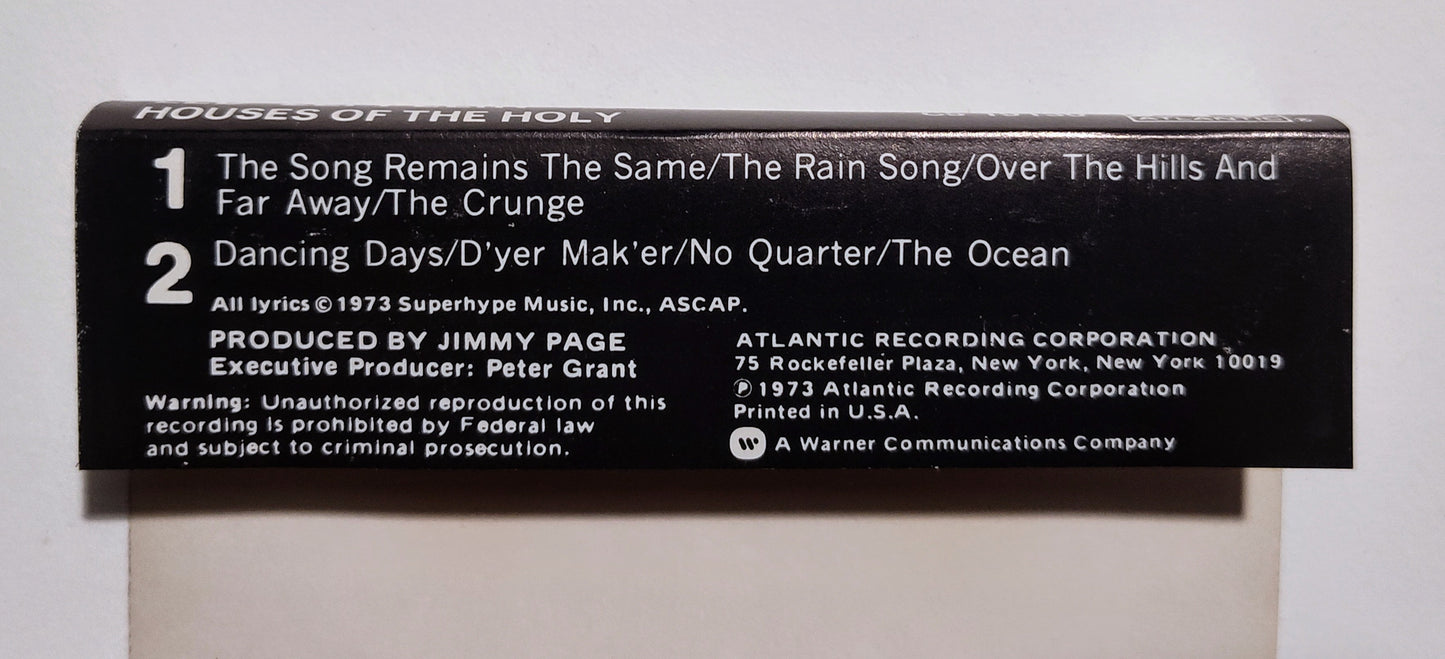 HOUSES OF THE HOLY
ATLANTIC
1 The Song Remains The Same/The Rain Song/Over The Hills And
Far Away/The Crunge
2 Dancing Days/D'yer Mak'er/No Quarter/The Ocean
All lyrics © 1973 Superhype Music, Inc., ASCAP.
PRODUCED BY JIMMY PAGE
Executive Producer: Peter Grant
Warning: Unauthorized reproduction of this
recording is prohibited by Federal law
and subject to criminal prosecution.
ATLANTIC RECORDING CORPORATION
75 Rockefeller Plaza, New York, New York 10019
℗ 1973 Atlantic Recording Corporation
Printed in U.S.A.
A Warner Communications Company